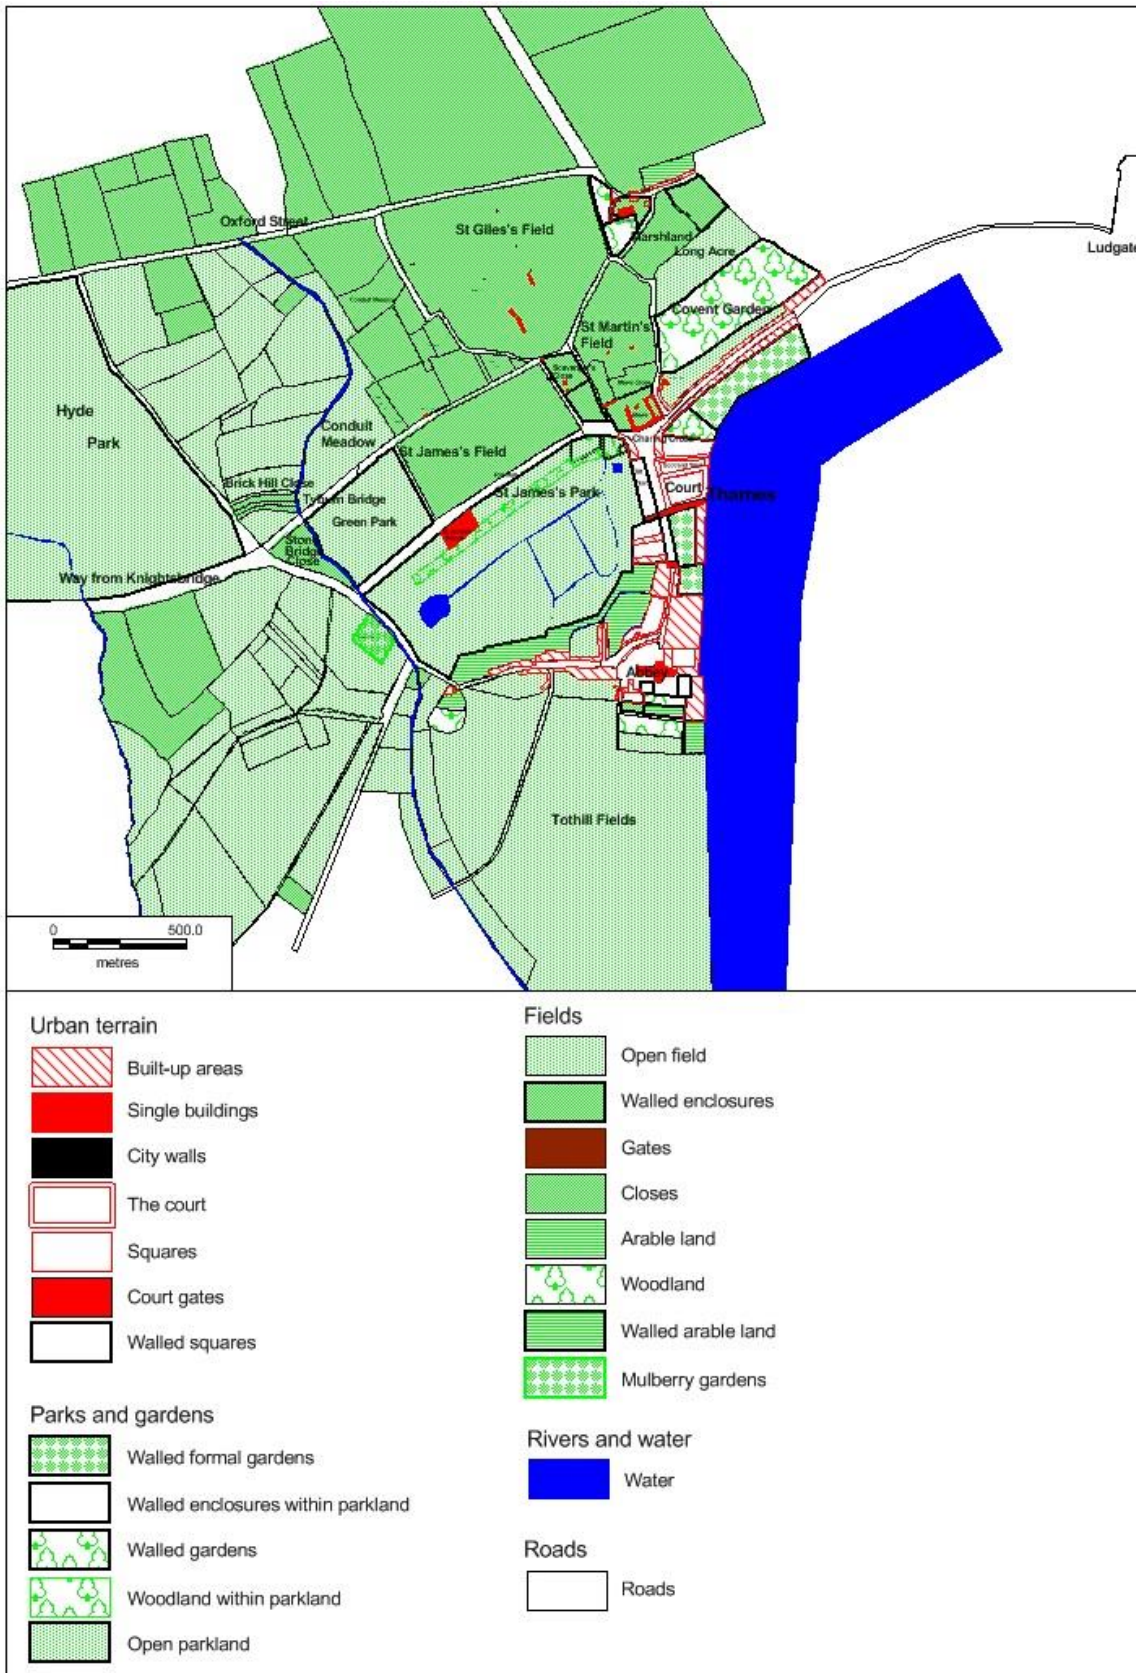 Oxford Street
St Giles's Field
Marshland
Long Acre
Ludgate
Covent Garden
St Martin's
Field
Hyde
Park
Conduit
Meadow
St James's Field
Charing Cross
Brick Hill Close
Tyburn Bridge
St James's Park
Court
Thames
Green Park
Stone
Bridge
Close
Way from Knightsbridge
Abbey
Tothill Fields
0 500.0
metres
Urban terrain
Built-up areas
Single buildings
City walls
The court
Squares
Court gates
Walled squares
Parks and gardens
Walled formal gardens
Walled enclosures within parkland
Walled gardens
Woodland within parkland
Open parkland
Fields
Open field
Walled enclosures
Gates
Closes
Arable land
Woodland
Walled arable land
Mulberry gardens
Rivers and water
Water
Roads
Roads